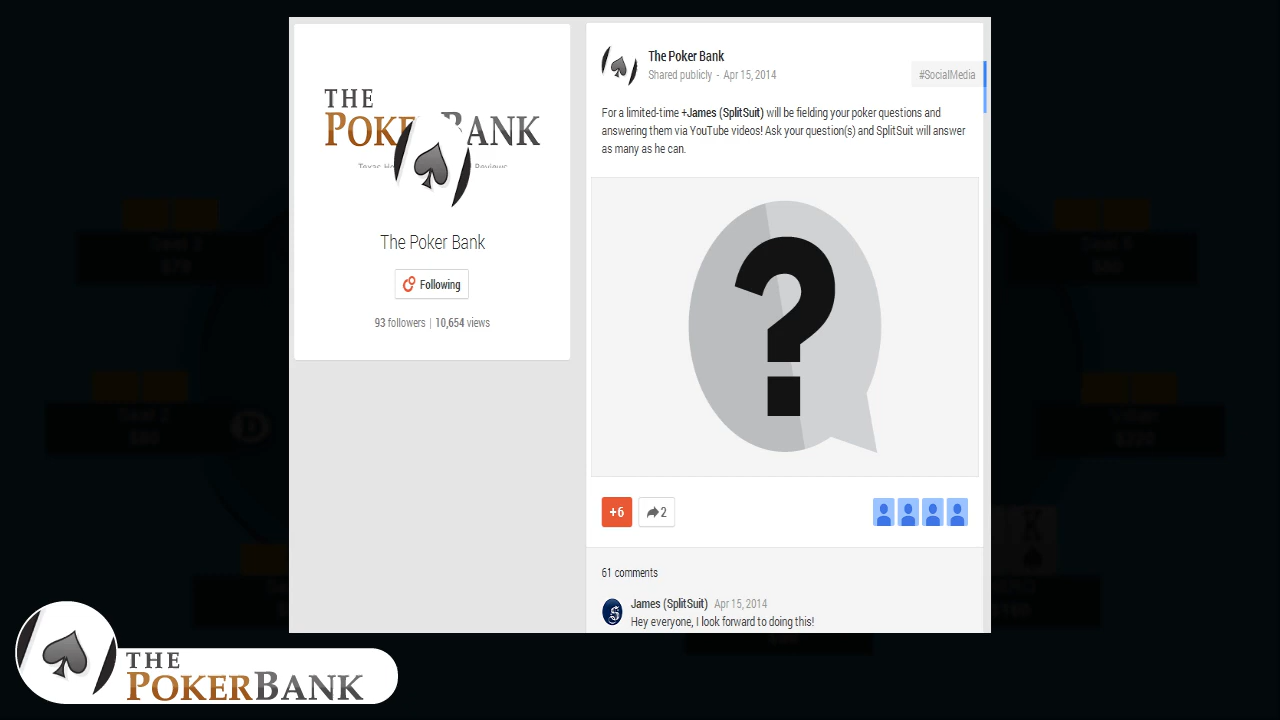 THE
POKERBANK
The Poker Bank
Following
93 followers | 10,654 views
The Poker Bank
Shared publicly - Apr 15, 2014
#SocialMedia
For a limited-time +James (SplitSuit) will be fielding your poker questions and
answering them via YouTube videos! Ask your question(s) and SplitSuit will answer
as many as he can.
?
+6
2
61 comments
James (SplitSuit) Apr 15, 2014
Hey everyone, I look forward to doing this!
Seat 2
D
THE
POKERBANK